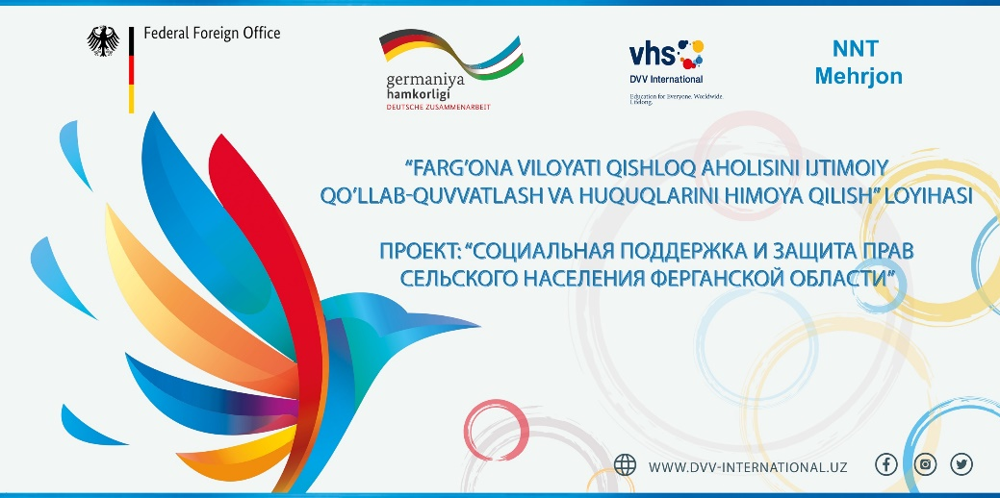 Federal Foreign Office
germaniya
hamkorligi
DEUTSCHE ZUSAMMENARBEIT
vhs
DVV International
Education for Everyone. Worldwide.
Lifelong.
NNT
Mehrjon
“FARG’ONA VILOYATI QISHLOQ AHOLISINI IJTIMOIY
QO’LLAB-QUVVATLASH VA HUQUQLARINI HIMOYA QILISH” LOYIHASI
ПРОЕКТ: “СОЦИАЛЬНАЯ ПОДДЕРЖКА И ЗАЩИТА ПРАВ
СЕЛЬСКОГО НАСЕЛЕНИЯ ФЕРГАНСКОЙ ОБЛАСТИ”
WWW.DVV-INTERNATIONAL.UZ